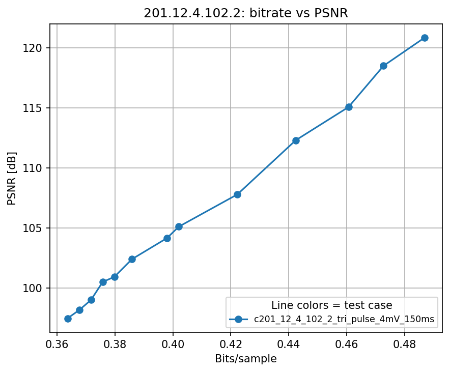 201.12.4.102.2: bitrate vs PSNR
PSNR [dB]
120
115
110
105
100
Line colors = test case
c201_12_4_102_2_tri_pulse_4mV_150ms
0.36 0.38 0.40 0.42 0.44 0.46 0.48
Bits/sample